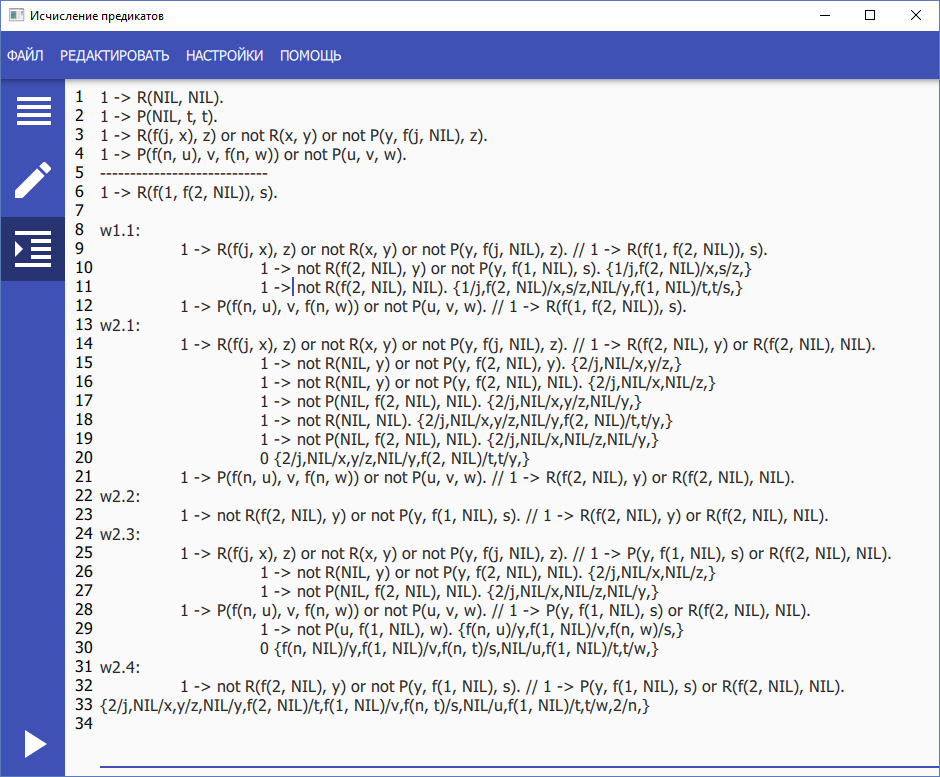 Исчисление предикатов
ФАЙЛ РЕДАКТИРОВАТЬ НАСТРОЙКИ ПОМОЩЬ
1 1 -> R(NIL, NIL).
2 1 -> P(NIL, t, t).
3 1 -> R(f(j, x), z) or not R(x, y) or not P(y, f(j, NIL), z).
4 1 -> P(f(n, u), v, f(n, w)) or not P(u, v, w).
5 ----------------------------
6 1 -> R(f(1, f(2, NIL)), s).
7
8 w1.1:
9 1 -> R(f(j, x), z) or not R(x, y) or not P(y, f(j, NIL), z). // 1 -> R(f(1, f(2, NIL)), s).
10 1 -> not R(f(2, NIL), y) or not P(y, f(1, NIL), s). {1/j,f(2, NIL)/x,s/z,}
11 1 -> not R(f(2, NIL), NIL). {1/j,f(2, NIL)/x,s/z,NIL/y,f(1, NIL)/t,t/s,}
12 1 -> P(f(n, u), v, f(n, w)) or not P(u, v, w). // 1 -> R(f(1, f(2, NIL)), s).
13 w2.1:
14 1 -> R(f(j, x), z) or not R(x, y) or not P(y, f(j, NIL), z). // 1 -> R(f(2, NIL), y) or R(f(2, NIL), NIL).
15 1 -> not R(NIL, y) or not P(y, f(2, NIL), y). {2/j,NIL/x,y/z,}
16 1 -> not R(NIL, y) or not P(y, f(2, NIL), NIL). {2/j,NIL/x,NIL/z,}
17 1 -> not P(NIL, f(2, NIL), NIL). {2/j,NIL/x,y/z,NIL/y,}
18 1 -> not R(NIL, NIL). {2/j,NIL/x,y/z,NIL/y,f(2, NIL)/t,t/y,}
19 1 -> not P(NIL, f(2, NIL), NIL). {2/j,NIL/x,NIL/z,NIL/y,}
20 0 {2/j,NIL/x,y/z,NIL/y,f(2, NIL)/t,t/y,}
21 1 -> P(f(n, u), v, f(n, w)) or not P(u, v, w). // 1 -> R(f(2, NIL), y) or R(f(2, NIL), NIL).
22 w2.2:
23 1 -> not R(f(2, NIL), y) or not P(y, f(1, NIL), s). // 1 -> R(f(2, NIL), y) or R(f(2, NIL), NIL).
24 w2.3:
25 1 -> R(f(j, x), z) or not R(x, y) or not P(y, f(j, NIL), z). // 1 -> P(y, f(1, NIL), s) or R(f(2, NIL), NIL).
26 1 -> not R(NIL, y) or not P(y, f(2, NIL), NIL). {2/j,NIL/x,NIL/z,}
27 1 -> not P(NIL, f(2, NIL), NIL). {2/j,NIL/x,NIL/z,NIL/y,}
28 1 -> P(f(n, u), v, f(n, w)) or not P(u, v, w). // 1 -> P(y, f(1, NIL), s) or R(f(2, NIL), NIL).
29 1 -> not P(u, f(1, NIL), w). {f(n, u)/y,f(1, NIL)/v,f(n, w)/s,}
30 0 {f(n, NIL)/y,f(1, NIL)/v,f(n, t)/s,NIL/u,f(1, NIL)/t,t/w,}
31 w2.4:
32 1 -> not R(f(2, NIL), y) or not P(y, f(1, NIL), s). // 1 -> P(y, f(1, NIL), s) or R(f(2, NIL), NIL).
33 {2/j,NIL/x,y/z,NIL/y,f(2, NIL)/t,f(1, NIL)/v,f(n, t)/s,NIL/u,f(1, NIL)/t,t/w,2/n,}
34